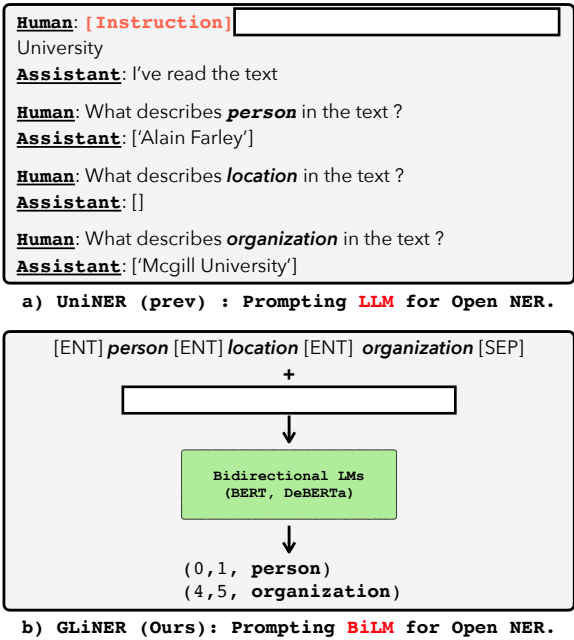 Human: [Instruction]
University
Assistant: I've read the text
Human: What describes person in the text ?
Assistant: ['Alain Farley']
Human: What describes location in the text ?
Assistant: []
Human: What describes organization in the text ?
Assistant: ['Mcgill University']
a) UniNER (prev) : Prompting LLM for Open NER.
[ENT] person [ENT] location [ENT] organization [SEP]
+
Bidirectional LMs
(BERT, DeBERTa)
(0,1, person)
(4,5, organization)
b) GLiNER (Ours): Prompting BiLM for Open NER.